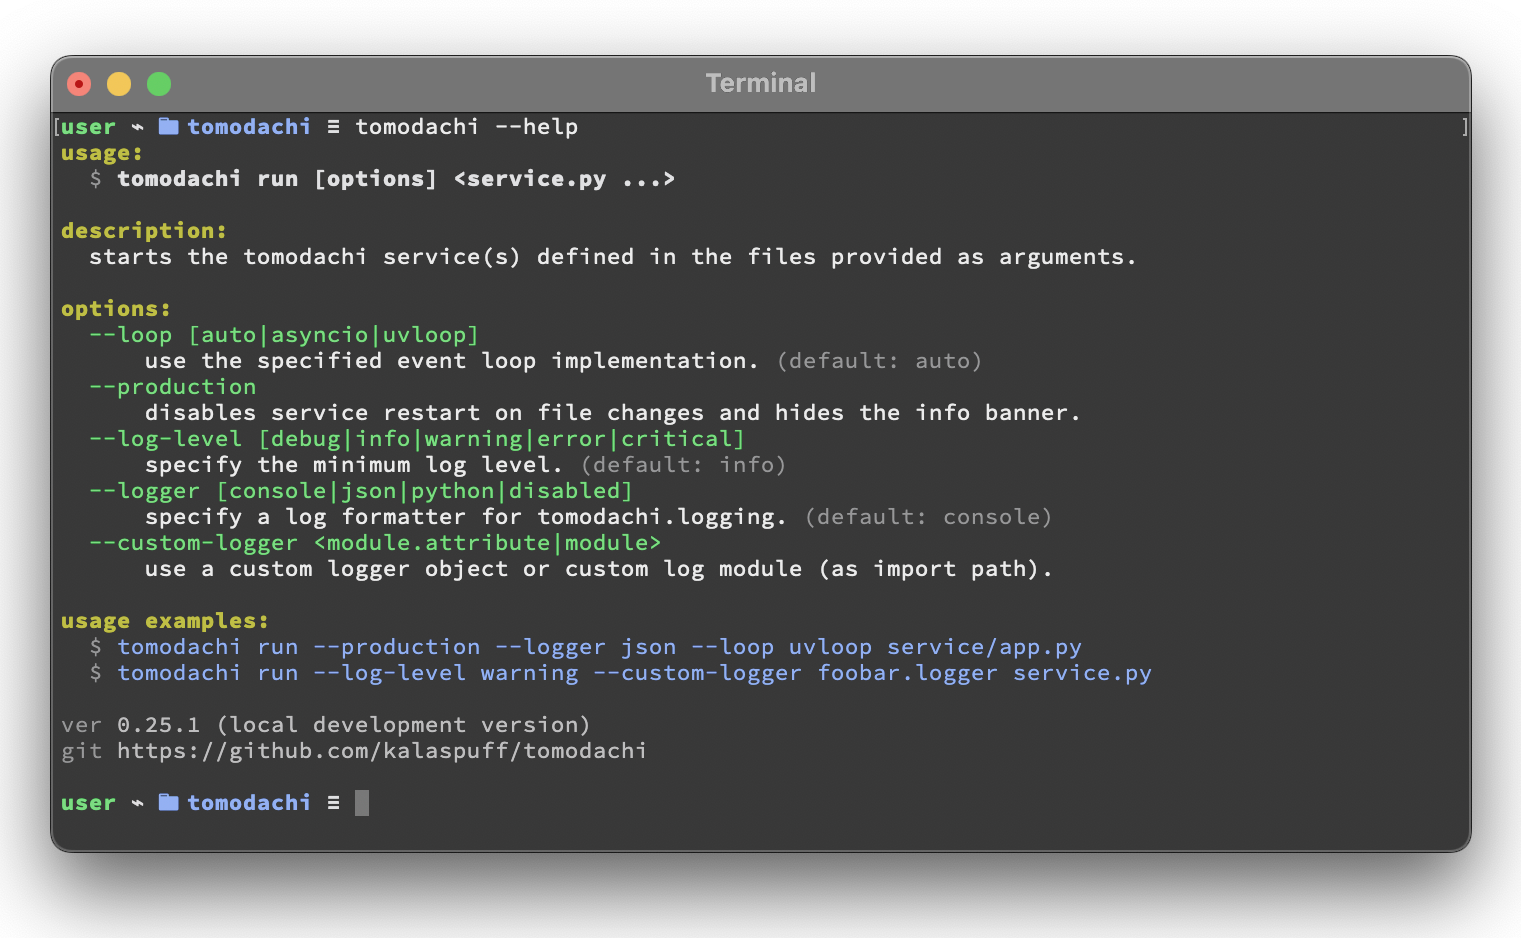 Terminal
[user ~ tomodachi ≡ tomodachi --help ]
usage:
$ tomodachi run [options] <service.py ...>
description:
starts the tomodachi service(s) defined in the files provided as arguments.
options:
--loop [auto|asyncio|uvloop]
use the specified event loop implementation. (default: auto)
--production
disables service restart on file changes and hides the info banner.
--log-level [debug|info|warning|error|critical]
specify the minimum log level. (default: info)
--logger [console|json|python|disabled]
specify a log formatter for tomodachi.logging. (default: console)
--custom-logger <module.attribute|module>
use a custom logger object or custom log module (as import path).
usage examples:
$ tomodachi run --production --logger json --loop uvloop service/app.py
$ tomodachi run --log-level warning --custom-logger foobar.logger service.py
ver 0.25.1 (local development version)
git https://github.com/kalaspuff/tomodachi
user ~ tomodachi ≡